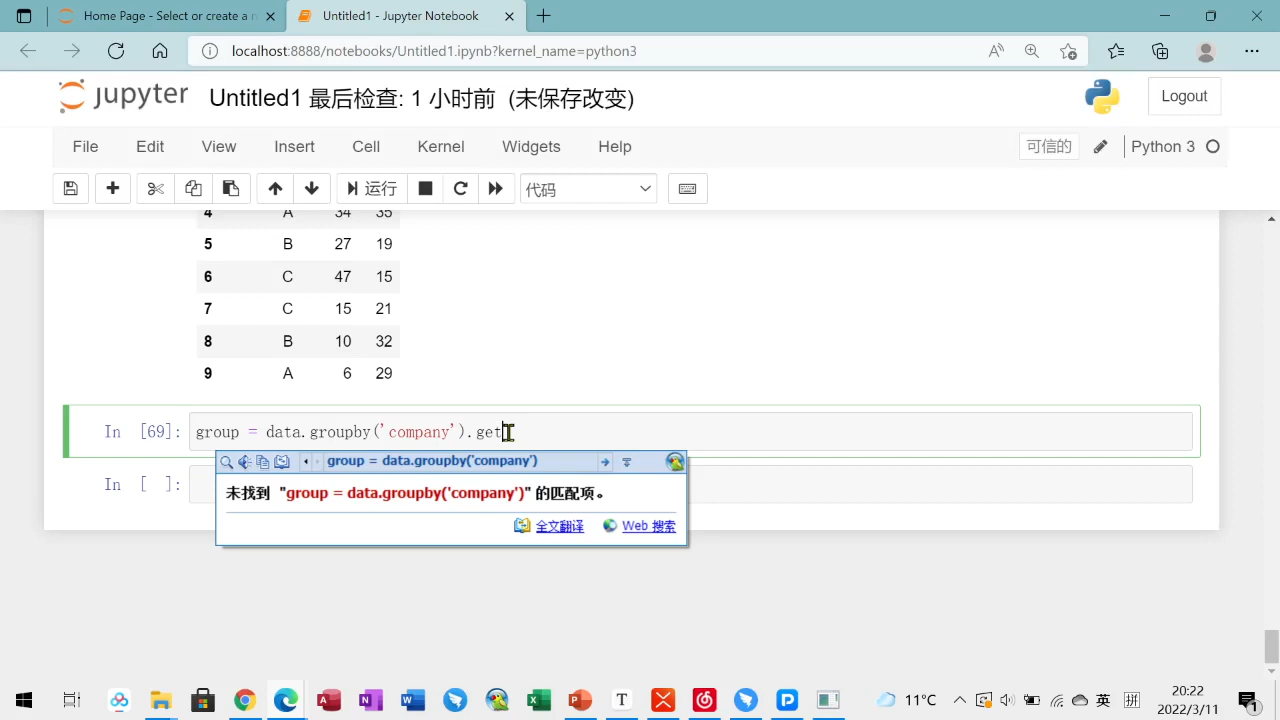 Home
Untitled1 - Jupyter Notebook
localhost:8888/notebooks/Untitled1.ipynb?kernel_name=python3
jupyter Untitled1 最后检查: 1 小时前 (未保存改变)
Logout
File Edit View Insert Cell Kernel Widgets Help
可信的 Python 3
运行 代码
4 A 34 35
5 B 27 19
6 C 47 15
7 C 15 21
8 B 10 32
9 A 6 29
In [69]: group = data.groupby('company').get
group = data.groupby('company')
In [ ]:
未找到 "group = data.groupby('company')" 的匹配项。
全文翻译 Web 搜索
11°C 英 拼
20:22
2022/3/11
1